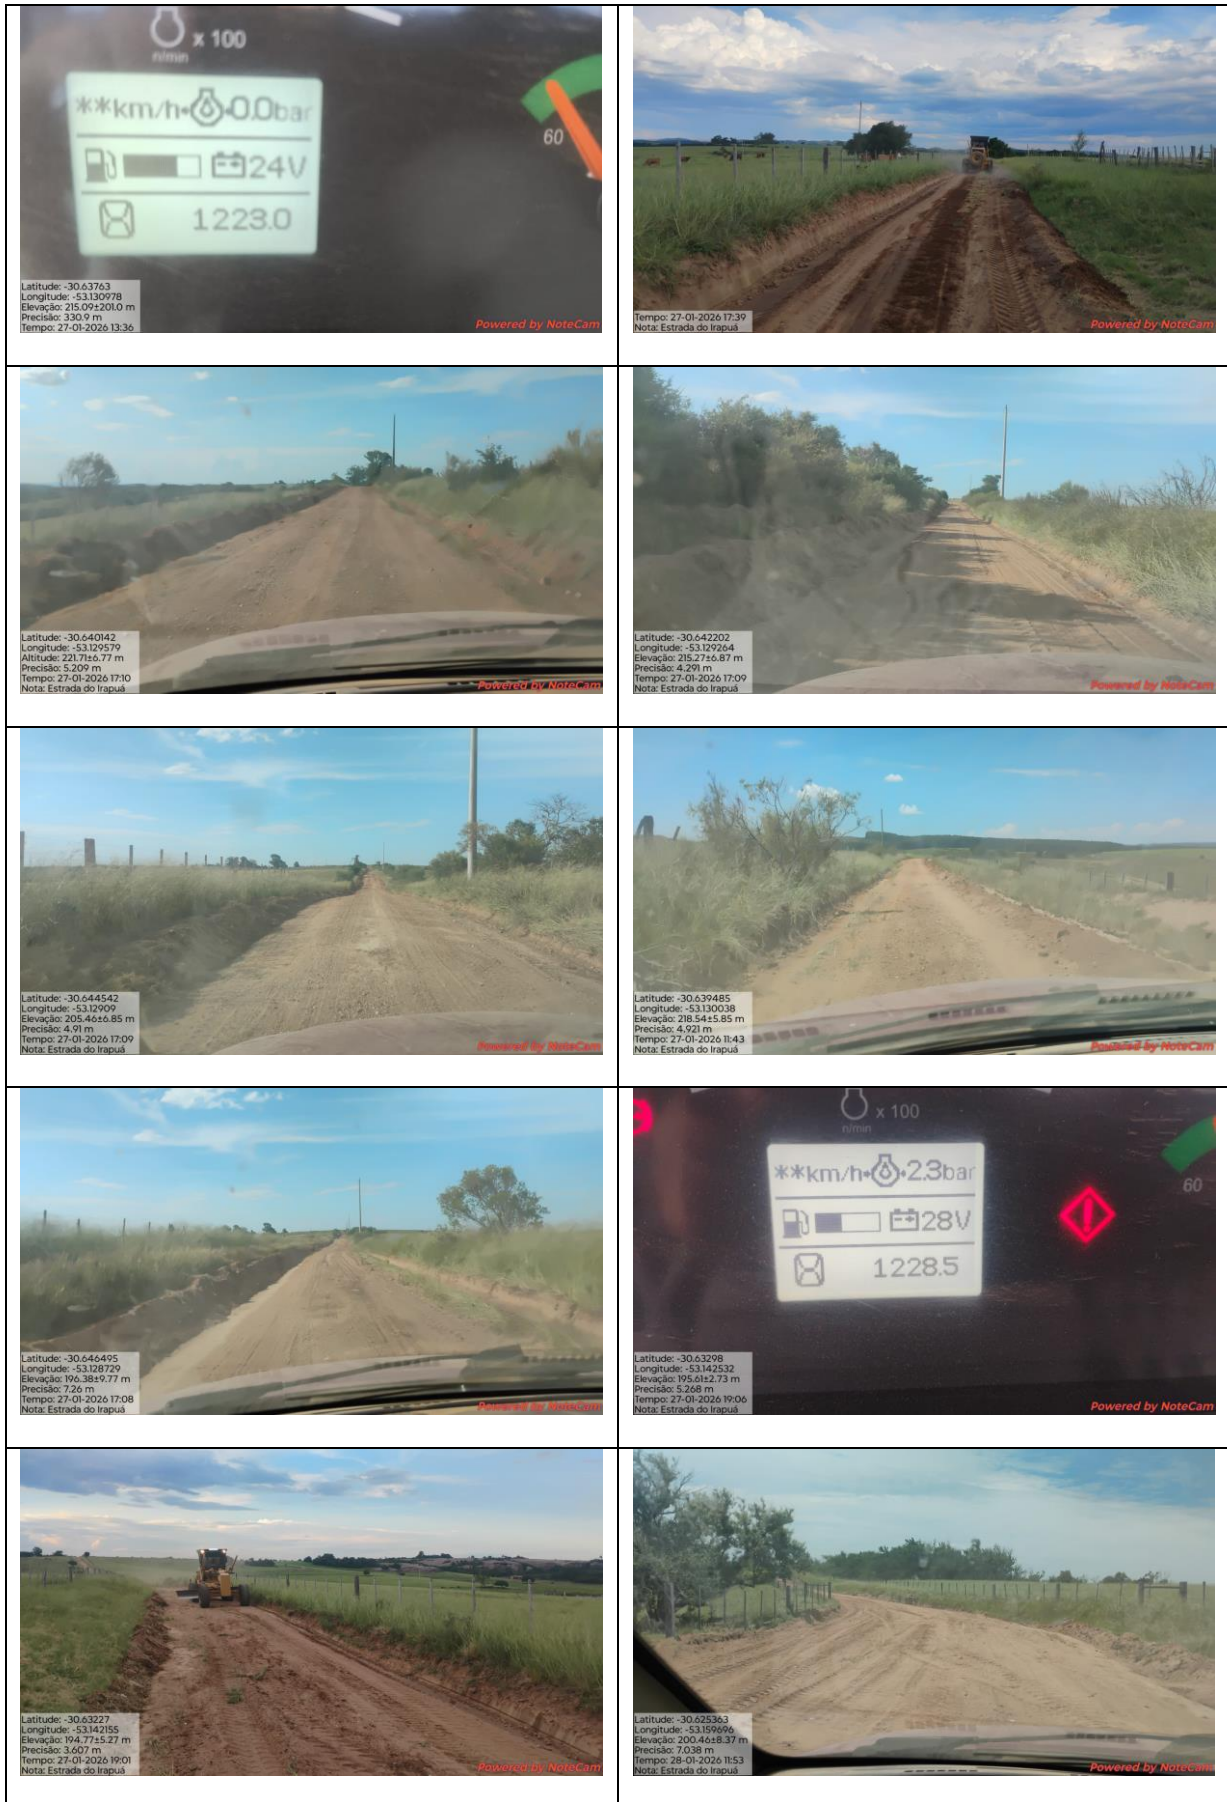 x 100
n/min
**km/h 0.0bar
24V
1223.0
60
Latitude: -30.63763
Longitude: -53.130978
Elevação: 215.09±201.0 m
Precisão: 330.9 m
Tempo: 27-01-2026 13:36
Powered by NoteCam
Tempo: 27-01-2026 17:39
Nota: Estrada do Irapuá
Powered by NoteCam
Latitude: -30.640142
Longitude: -53.129579
Altitude: 221.71±6.77 m
Precisão: 5.209 m
Tempo: 27-01-2026 17:10
Nota: Estrada do Irapuá
Powered by NoteCam
Latitude: -30.642202
Longitude: -53.129264
Elevação: 215.27±6.87 m
Precisão: 4.291 m
Tempo: 27-01-2026 17:09
Nota: Estrada do Irapuá
Powered by NoteCam
Latitude: -30.644542
Longitude: -53.12909
Elevação: 205.46±6.85 m
Precisão: 4.91 m
Tempo: 27-01-2026 17:09
Nota: Estrada do Irapuá
Powered by NoteCam
Latitude: -30.639485
Longitude: -53.130038
Elevação: 218.54±5.85 m
Precisão: 4.921 m
Tempo: 27-01-2026 11:43
Nota: Estrada do Irapuá
Powered by NoteCam
Latitude: -30.646495
Longitude: -53.128729
Elevação: 196.38±9.77 m
Precisão: 7.26 m
Tempo: 27-01-2026 17:08
Nota: Estrada do Irapuá
Powered by NoteCam
x 100
n/min
**km/h 2.3bar
28V
1228.5
60
Latitude: -30.63298
Longitude: -53.142532
Elevação: 195.61±2.73 m
Precisão: 5.268 m
Tempo: 27-01-2026 19:06
Nota: Estrada do Irapuá
Powered by NoteCam
Latitude: -30.63227
Longitude: -53.142155
Elevação: 194.77±5.27 m
Precisão: 3.607 m
Tempo: 27-01-2026 19:01
Nota: Estrada do Irapuá
Powered by NoteCam
Latitude: -30.625363
Longitude: -53.159696
Elevação: 200.46±8.37 m
Precisão: 7.038 m
Tempo: 28-01-2026 11:53
Nota: Estrada do Irapuá
Powered by NoteCam